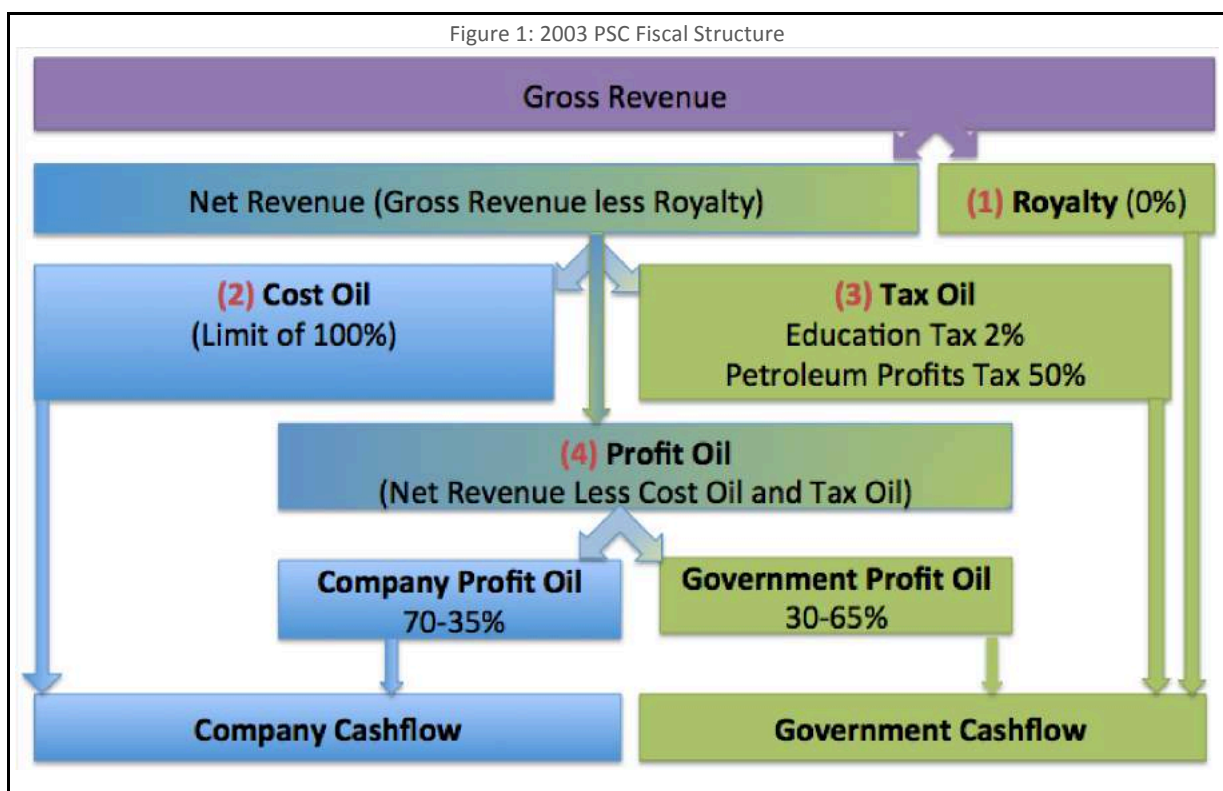 Figure 1: 2003 PSC Fiscal Structure
Gross Revenue
Net Revenue (Gross Revenue less Royalty)
(1) Royalty (0%)
(2) Cost Oil
(Limit of 100%)
(3) Tax Oil
Education Tax 2%
Petroleum Profits Tax 50%
(4) Profit Oil
(Net Revenue Less Cost Oil and Tax Oil)
Company Profit Oil
70-35%
Government Profit Oil
30-65%
Company Cashflow
Government Cashflow